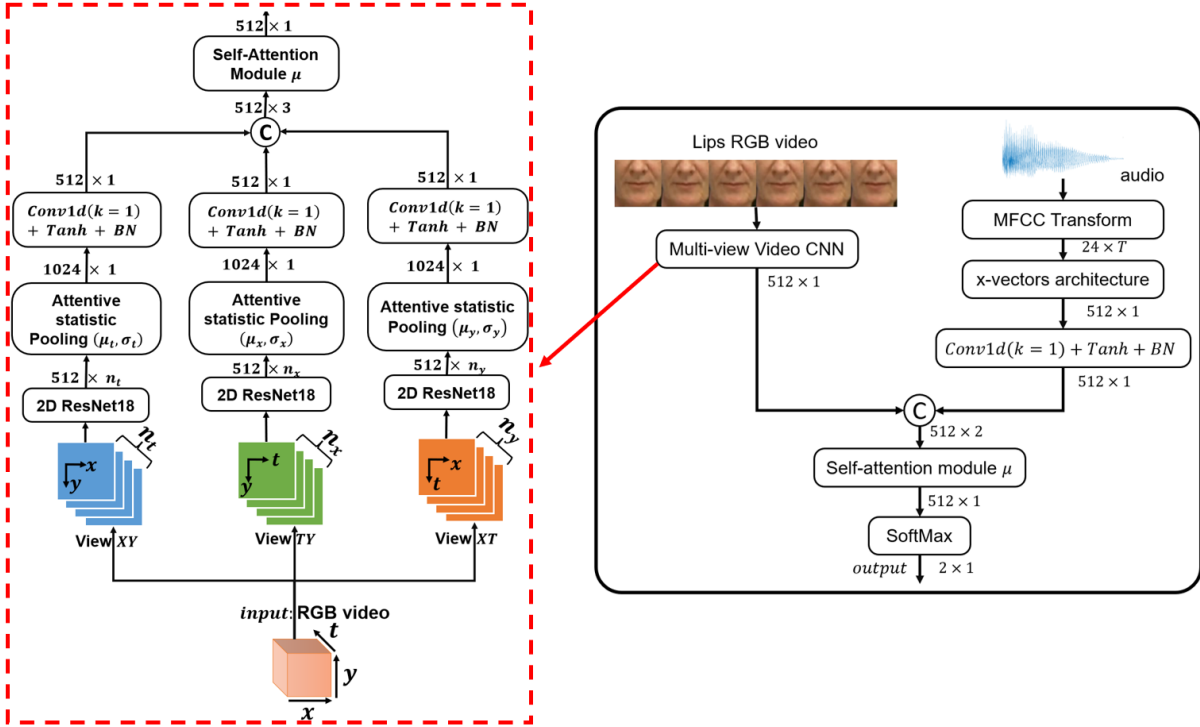 512 × 1
Self-Attention
Module μ
512 × 3
C
512 × 1
512 × 1
512 × 1
Conv1d(k = 1)
+ Tanh + BN
Conv1d(k = 1)
+ Tanh + BN
Conv1d(k = 1)
+ Tanh + BN
1024 × 1
1024 × 1
1024 × 1
Attentive
statistic
Pooling (μt, σt)
Attentive
statistic Pooling
(μx, σx)
Attentive statistic
Pooling (μy, σy)
512 × nt
512 × nx
512 × ny
2D ResNet18
2D ResNet18
2D ResNet18
nt
nx
ny
x
y
t
y
x
t
View XY
View TY
View XT
input: RGB video
t
y
x
Lips RGB video
audio
Multi-view Video CNN
512 × 1
MFCC Transform
24 × T
x-vectors architecture
512 × 1
Conv1d(k = 1) + Tanh + BN
512 × 1
C
512 × 2
Self-attention module μ
512 × 1
SoftMax
output 2 × 1